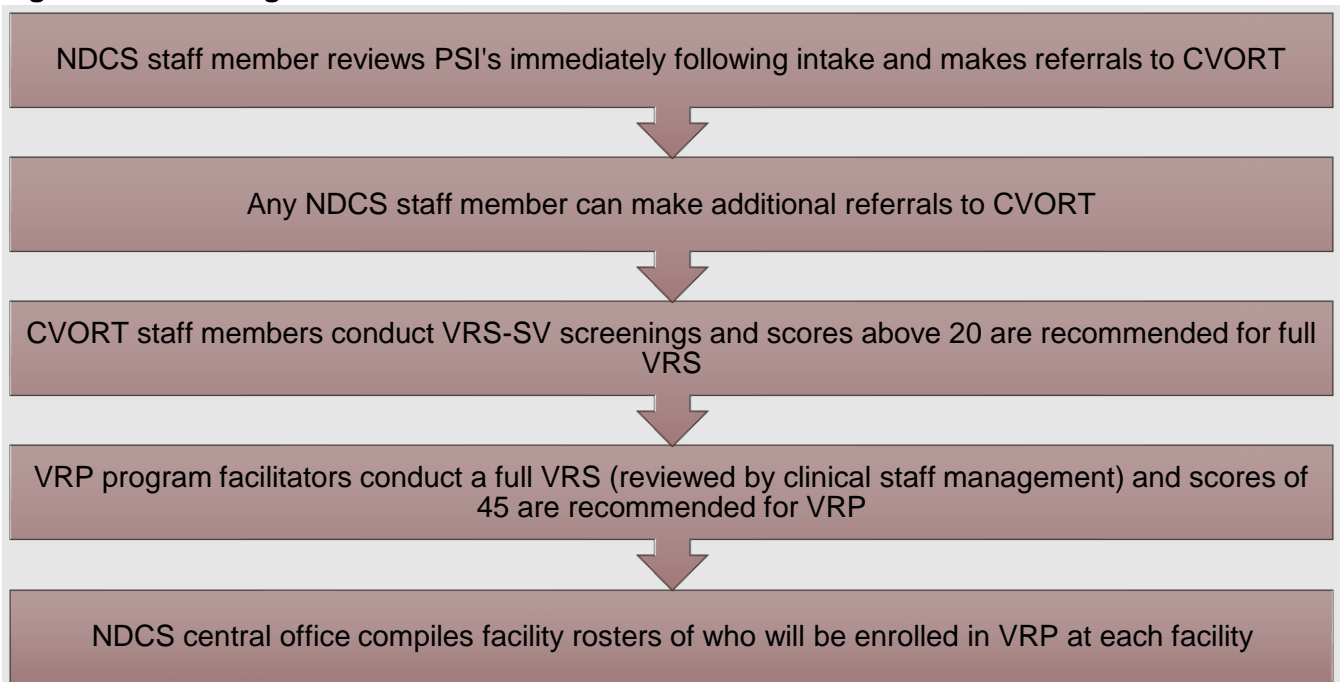 NDCS staff member reviews PSI's immediately following intake and makes referrals to CVORT
Any NDCS staff member can make additional referrals to CVORT
CVORT staff members conduct VRS-SV screenings and scores above 20 are recommended for full
VRS
VRP program facilitators conduct a full VRS (reviewed by clinical staff management) and scores of
45 are recommended for VRP
NDCS central office compiles facility rosters of who will be enrolled in VRP at each facility